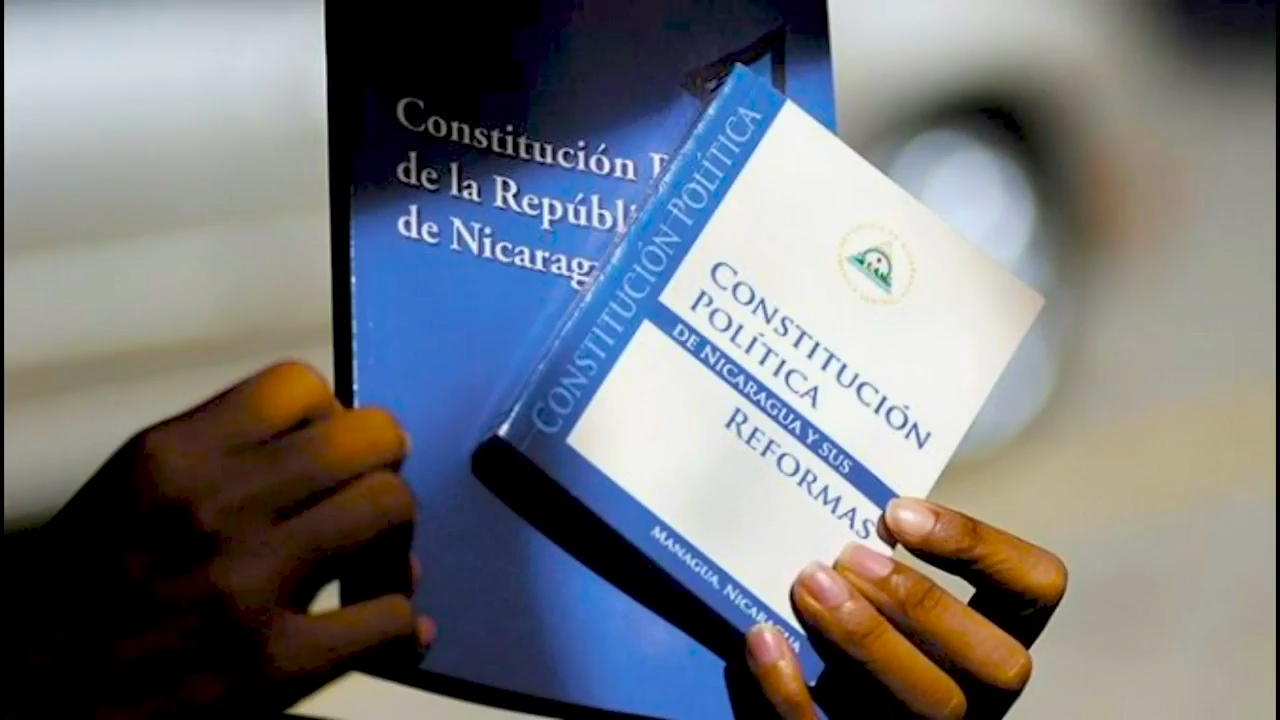 Constitución
de la Repúbli
de Nicarag
CONSTITUCIÓN POLÍTICA
CONSTITUCIÓN
POLÍTICA
DE NICARAGUA Y SUS
REFORMAS
MANAGUA, NICARAGUA